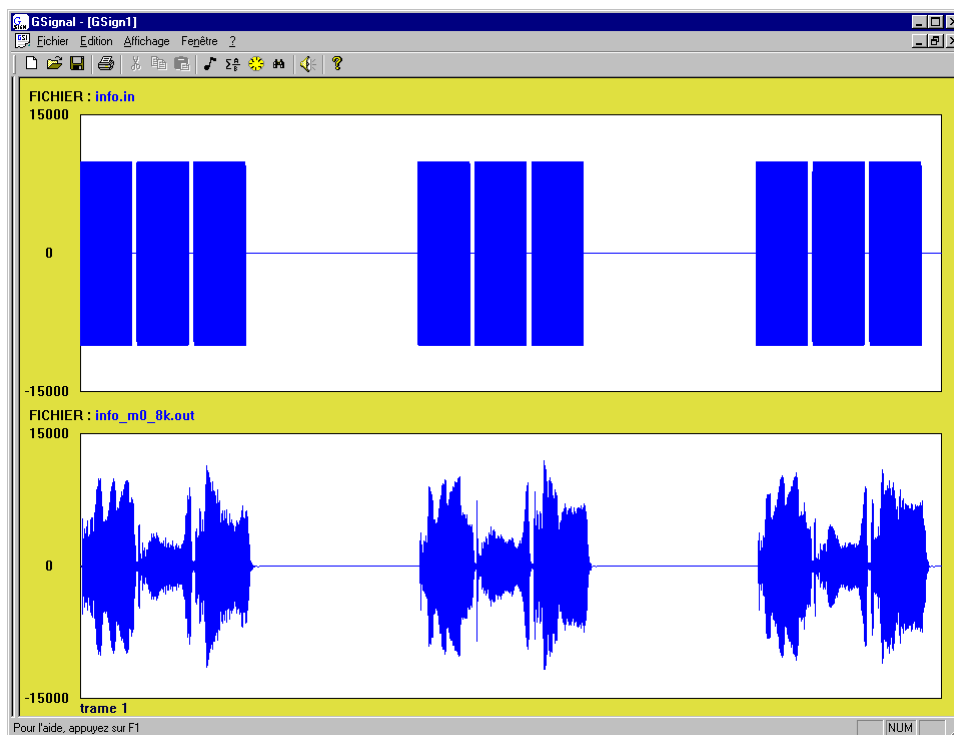 GSignal - [GSign1]
Fichier Edition Affichage Fenêtre ?
FICHIER : info.in
15000
0
-15000
FICHIER : info_m0_8k.out
15000
0
-15000
trame 1
Pour l'aide, appuyez sur F1
NUM